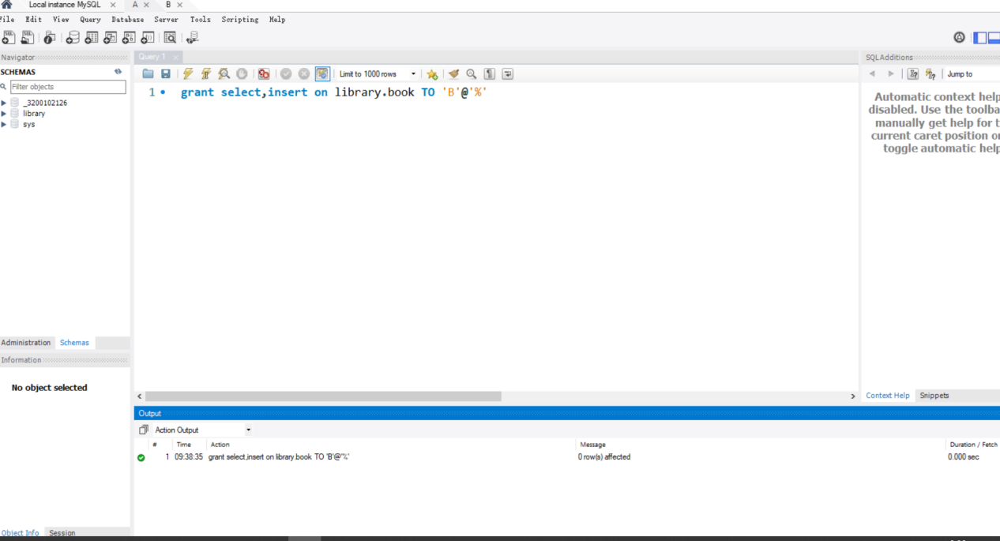 Local instance MySQL × A × B ×
File Edit View Query Database Server Tools Scripting Help
Navigator Query 1 × SQLAdditions
SCHEMAS
Limit to 1000 rows Jump to
Filter objects
1 grant select,insert on library.book TO 'B'@'%'
_3200102126
library
sys
Automatic context help
disabled. Use the toolba
manually get help for t
current caret position or
toggle automatic help
Administration Schemas
Information
No object selected
Context Help Snippets
Output
Action Output
# Time Action Message Duration / Fetch
1 09:38:35 grant select,insert on library.book TO 'B'@'%' 0 row(s) affected 0.000 sec
Object Info Session